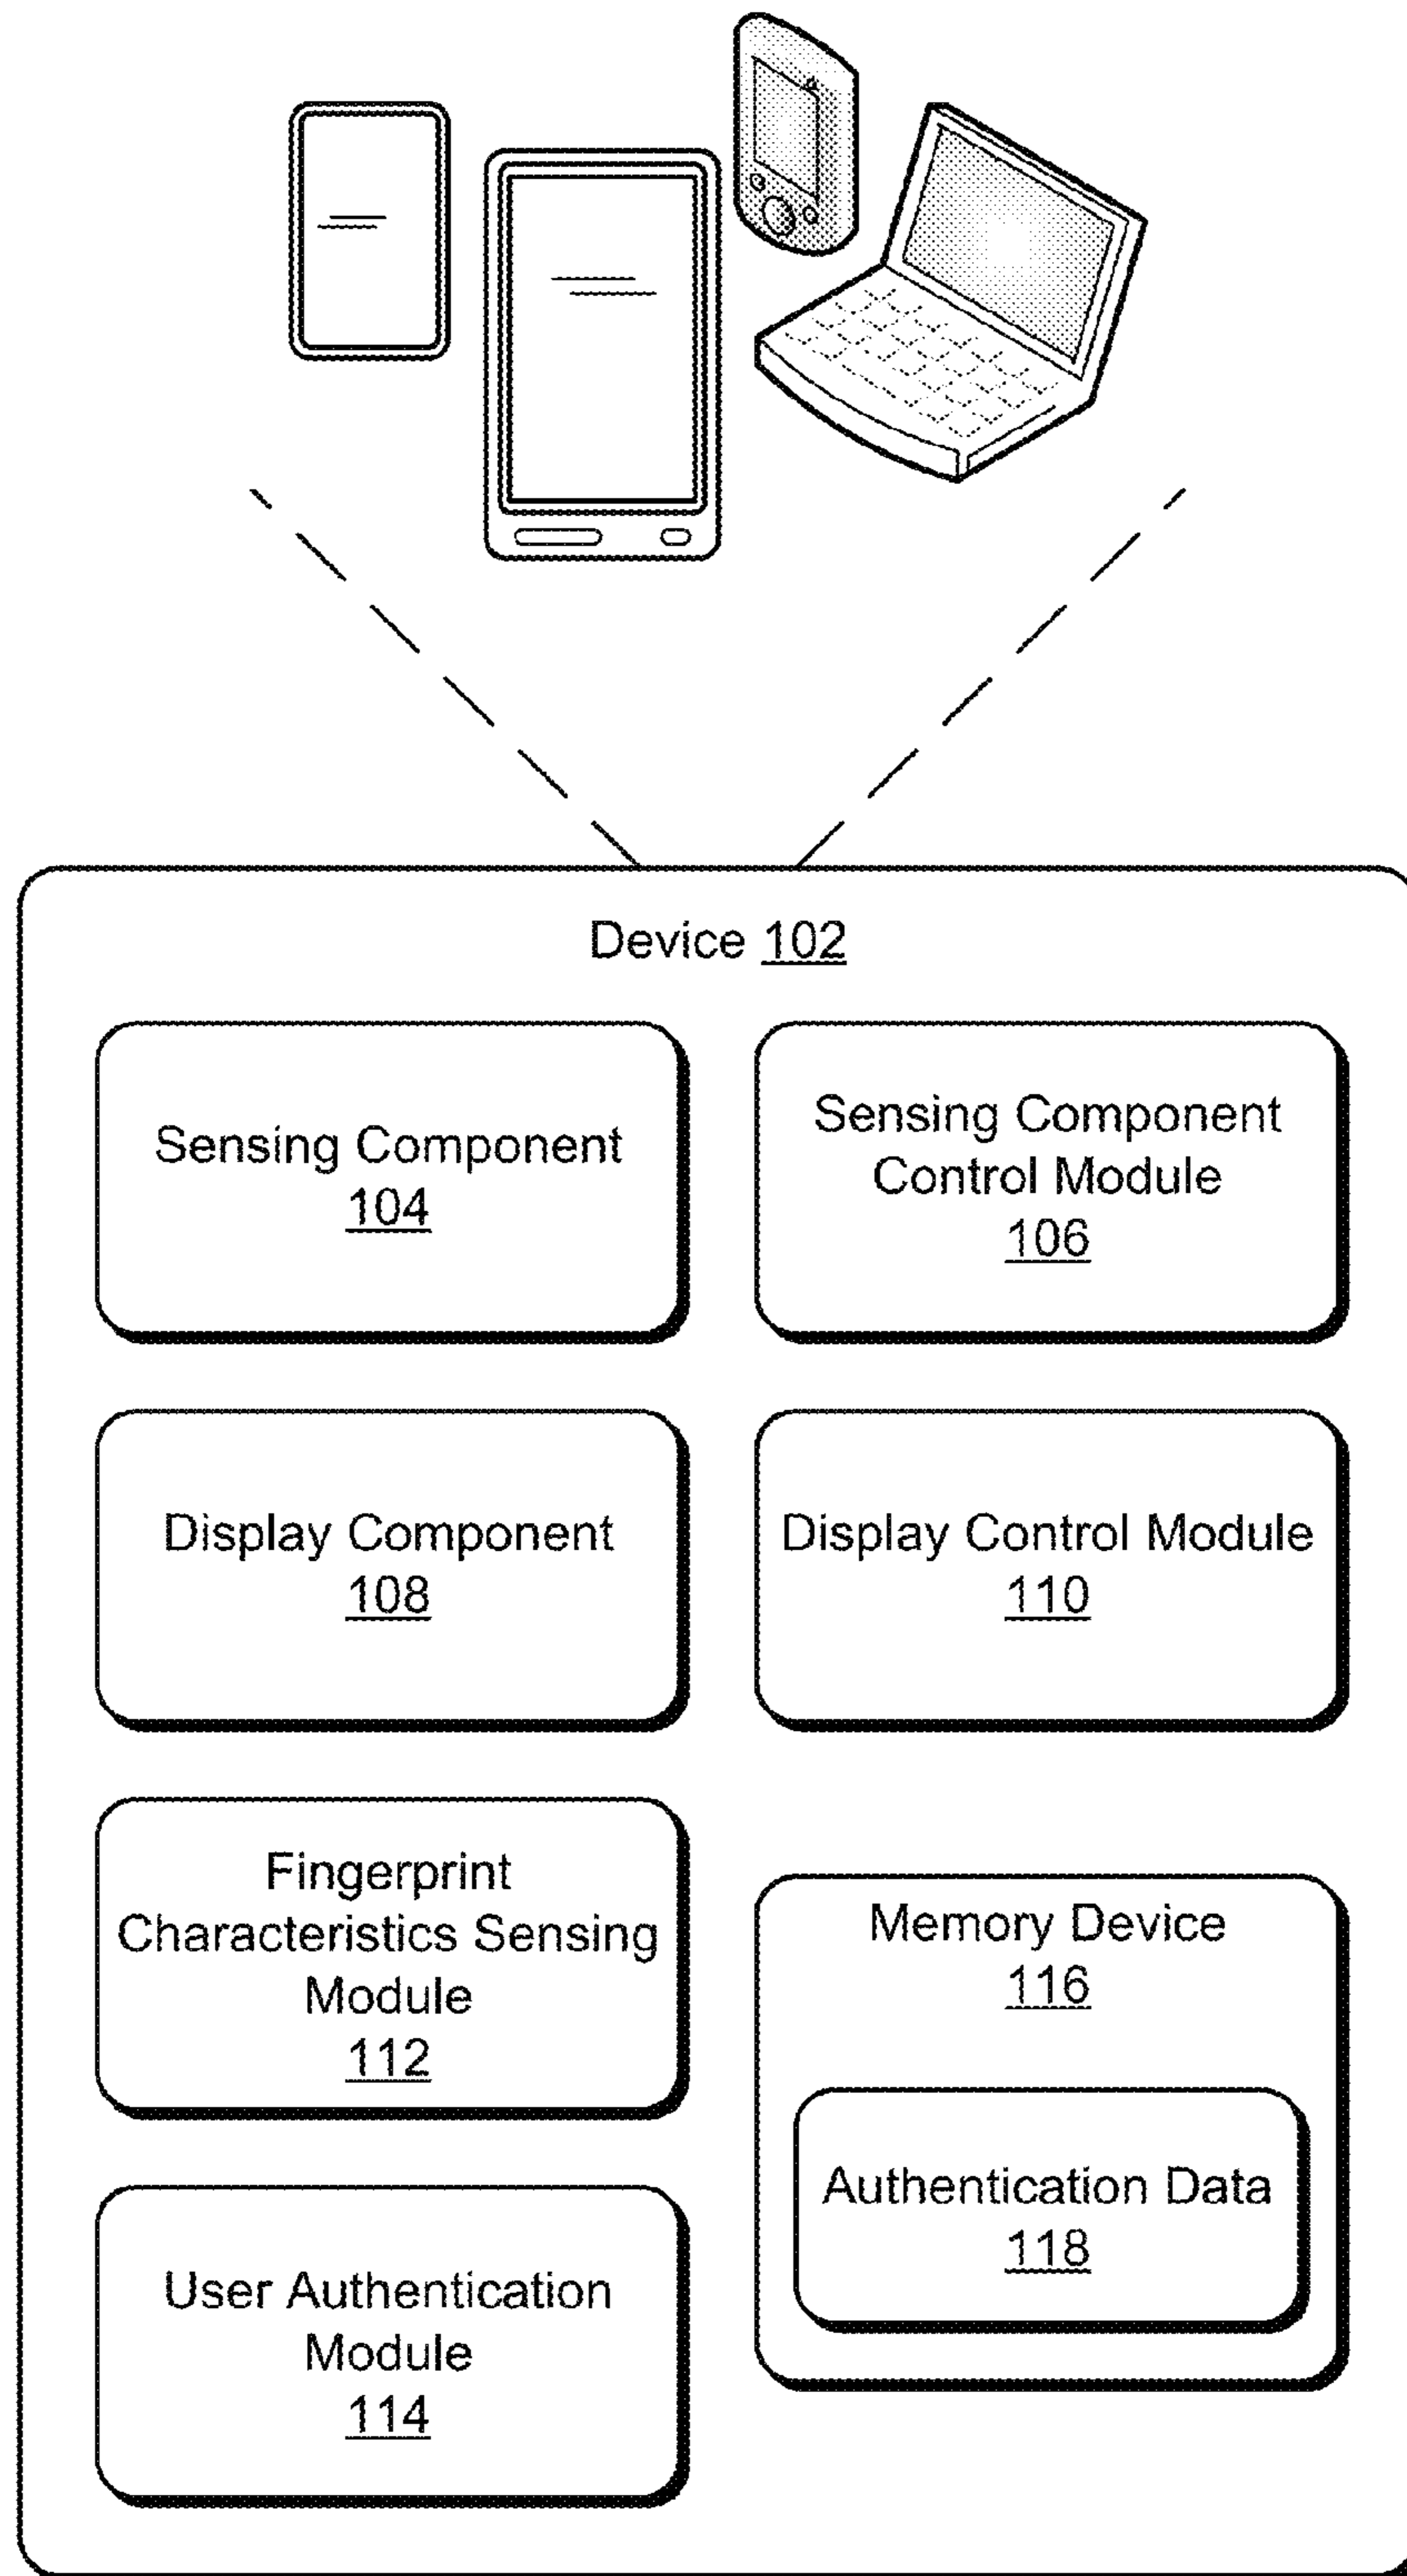 Device 102
Sensing Component
104
Sensing Component
Control Module
106
Display Component
108
Display Control Module
110
Fingerprint
Characteristics Sensing
Module
112
Memory Device
116
Authentication Data
118
User Authentication
Module
114